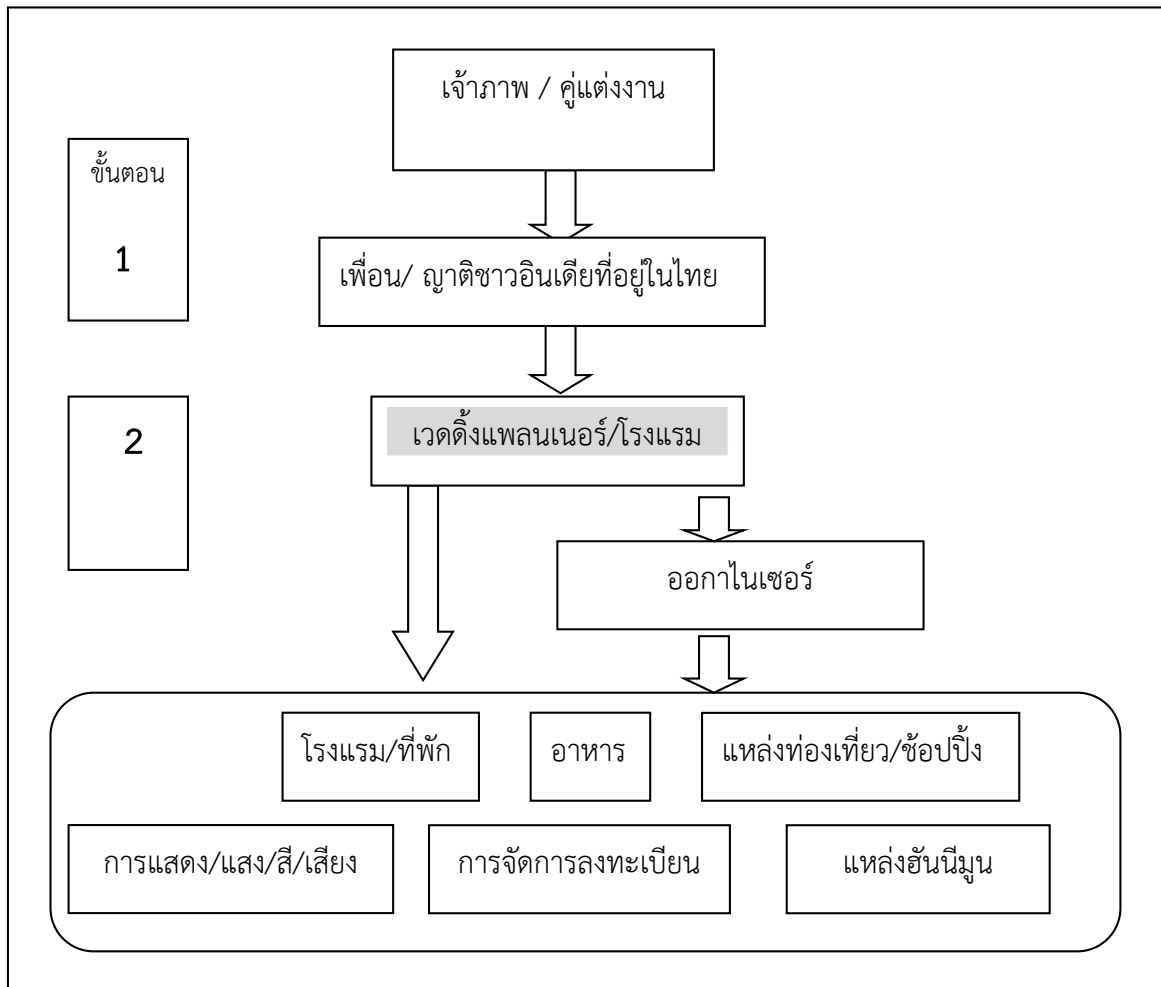 เจ้าภาพ / คู่แต่งงาน
ขั้นตอน
1
เพื่อน/ ญาติชาวอินเดียที่อยู่ในไทย
2
เวดดิ้งแพลนเนอร์/โรงแรม
ออกาไนเซอร์
โรงแรม/ที่พัก
อาหาร
แหล่งท่องเที่ยว/ช้อปปิ้ง
การแสดง/แสง/สี/เสียง
การจัดการลงทะเบียน
แหล่งฮันนีมูน